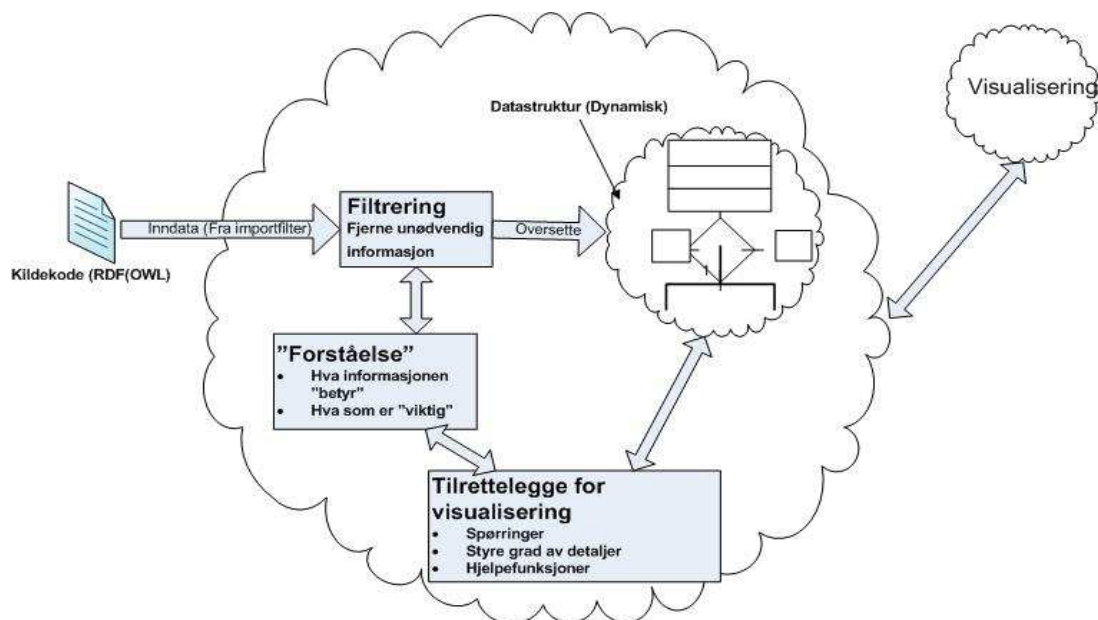 Visualisering
Datastruktur (Dynamisk)
Filtrering
Fjerne unødvendig
informasjon
Inndata (Fra importfilter)
Oversette
Kildekode (RDF(OWL)
”Forståelse”
• Hva informasjonen
”betyr”
• Hva som er ”viktig”
Tilrettelegge for
visualisering
• Spørringer
• Styre grad av detaljer
• Hjelpefunksjoner